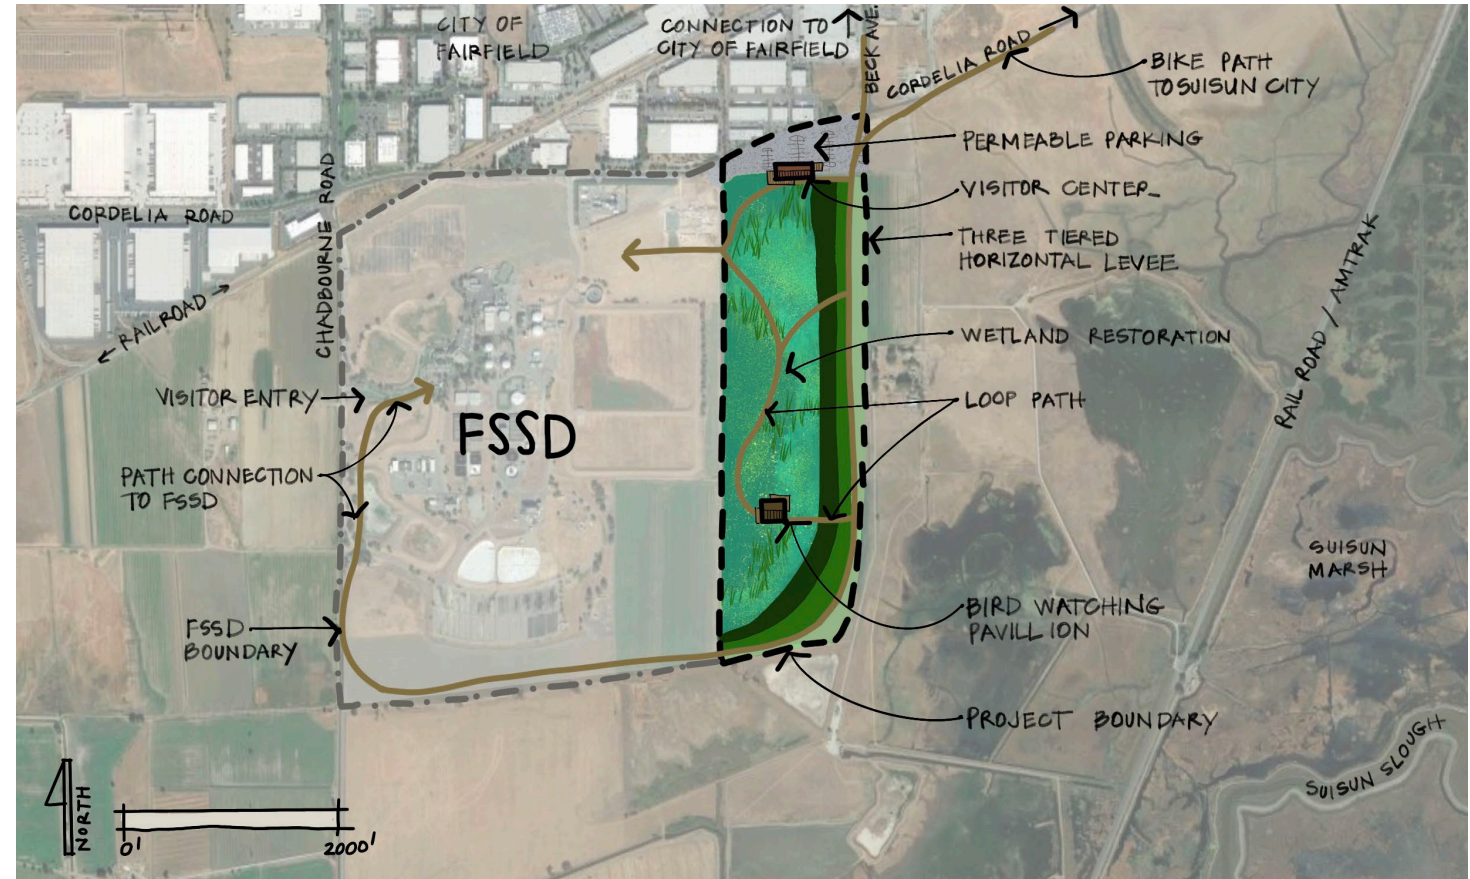 CITY OF
FAIRFIELD
CONNECTION TO
CITY OF FAIRFIELD
BECK AVE.
CORDELIA ROAD
BIKE PATH
TO SUISUN CITY
PERMEABLE PARKING
VISITOR CENTER
THREE TIERED
HORIZONTAL LEVEE
WETLAND RESTORATION
LOOP PATH
RAIL ROAD / AMTRAK
SUISUN
MARSH
BIRD WATCHING
PAVILLION
PROJECT BOUNDARY
SUISUN SLOUGH
CORDELIA ROAD
CHADBOURNE ROAD
RAILROAD
VISITOR ENTRY
FSSD
PATH CONNECTION
TO FSSD
FSSD
BOUNDARY
NORTH
0' 2000'